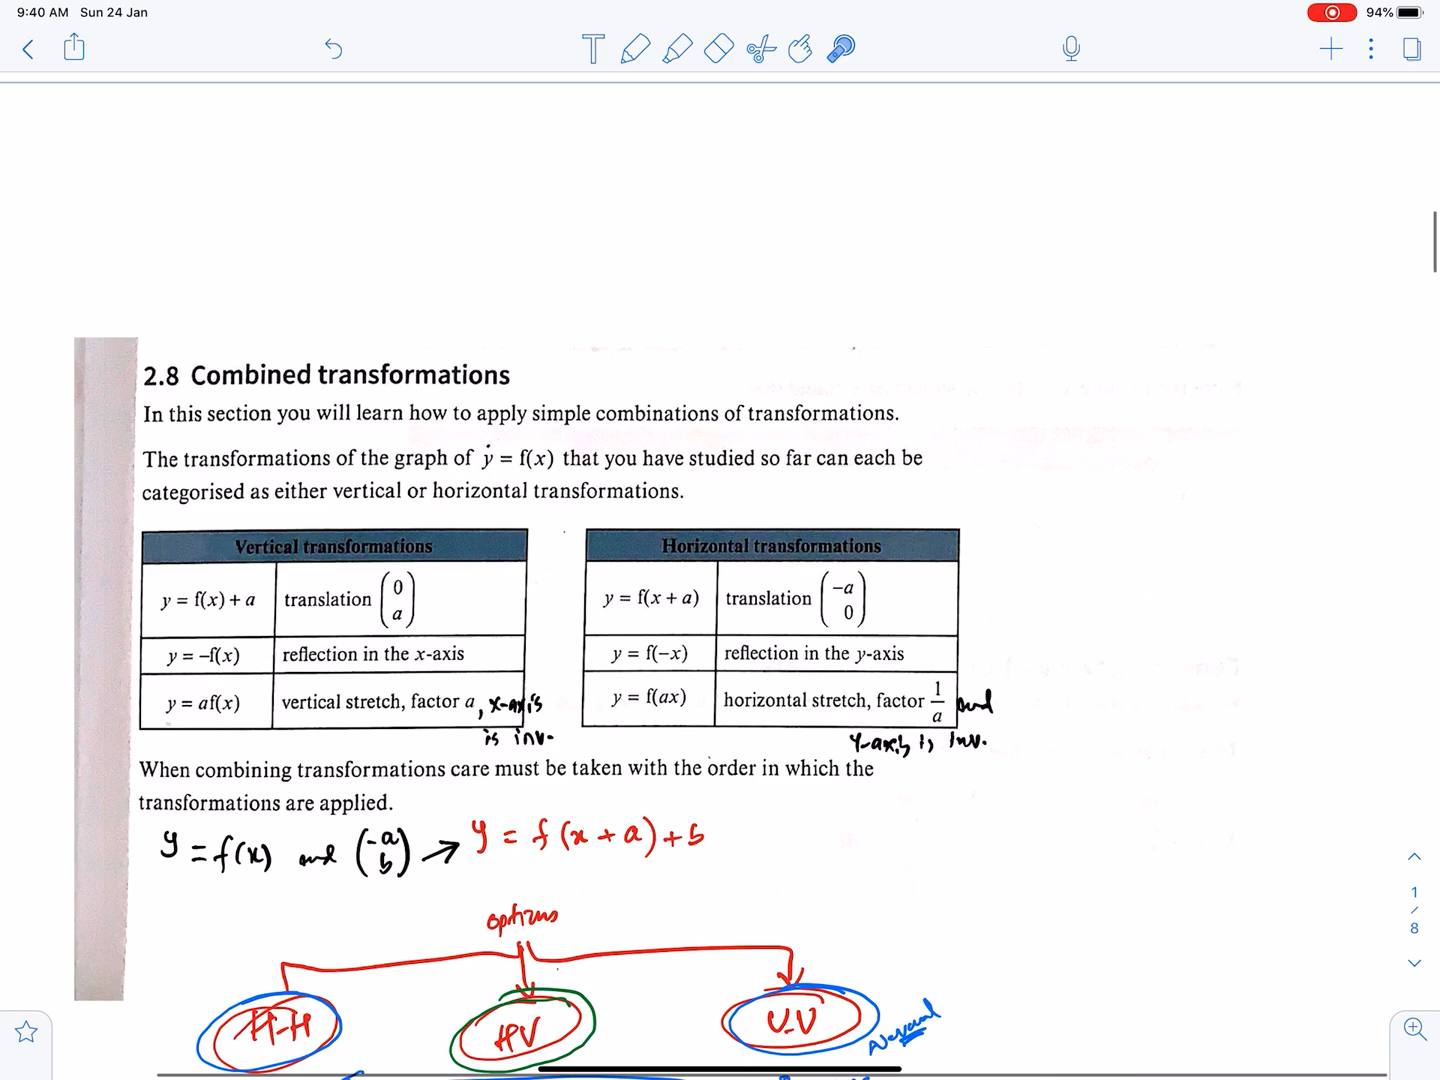 9:40 AM Sun 24 Jan
94%
2.8 Combined transformations
In this section you will learn how to apply simple combinations of transformations.
The transformations of the graph of y = f(x) that you have studied so far can each be
categorised as either vertical or horizontal transformations.
Vertical transformations
y = f(x) + a translation (0 a)
y = −f(x) reflection in the x-axis
y = af(x) vertical stretch, factor a, x-axis
is inv.
Horizontal transformations
y = f(x + a) translation (−a 0)
y = f(−x) reflection in the y-axis
y = f(ax) horizontal stretch, factor 1/a and
y-axis is inv.
When combining transformations care must be taken with the order in which the
transformations are applied.
y = f(x) and (-a b) → y = f(x + a) + b
options
H-H
HV
V-V
Normal
1
/
8